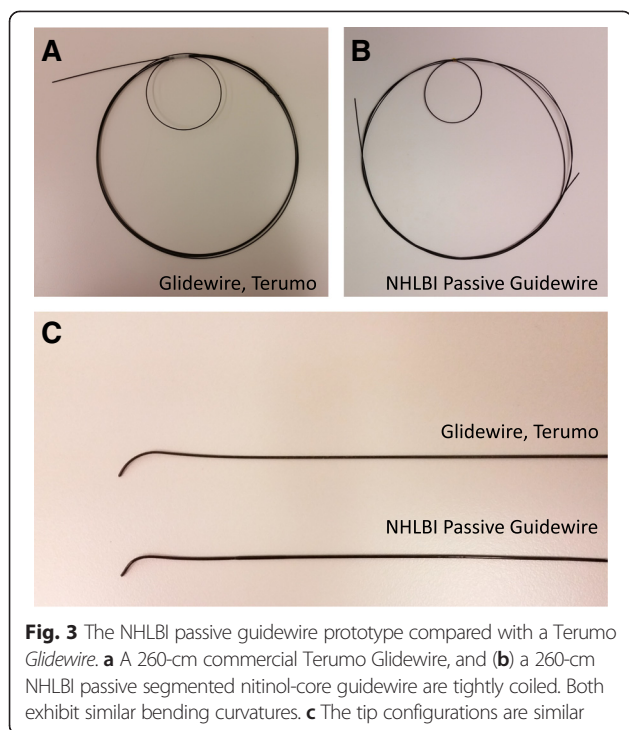 A
B
Glidewire, Terumo
NHLBI Passive Guidewire
C
Glidewire, Terumo
NHLBI Passive Guidewire
Fig. 3 The NHLBI passive guidewire prototype compared with a Terumo
Glidewire. a A 260-cm commercial Terumo Glidewire, and (b) a 260-cm
NHLBI passive segmented nitinol-core guidewire are tightly coiled. Both
exhibit similar bending curvatures. c The tip configurations are similar